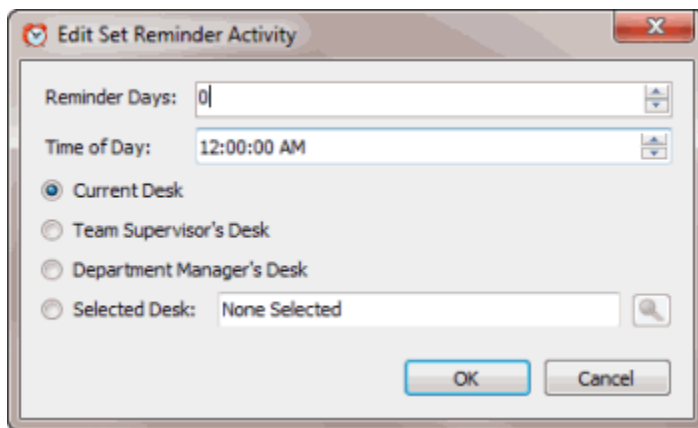 Edit Set Reminder Activity
Reminder Days: 0
Time of Day: 12:00:00 AM
Current Desk
Team Supervisor's Desk
Department Manager's Desk
Selected Desk: None Selected
OK Cancel